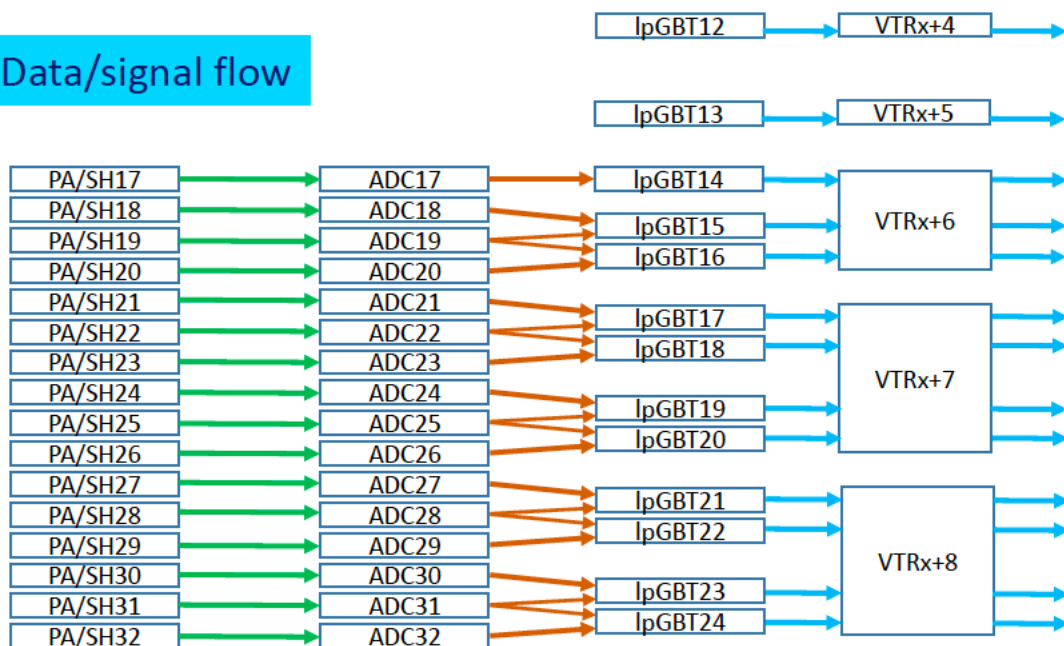 lpGBT12 VTRx+4
Data/signal flow
lpGBT13 VTRx+5
PA/SH17 ADC17 lpGBT14
PA/SH18 ADC18
PA/SH19 ADC19 lpGBT15 VTRx+6
PA/SH20 ADC20 lpGBT16
PA/SH21 ADC21
PA/SH22 ADC22 lpGBT17
PA/SH23 ADC23 lpGBT18
VTRx+7
PA/SH24 ADC24
PA/SH25 ADC25 lpGBT19
PA/SH26 ADC26 lpGBT20
PA/SH27 ADC27
PA/SH28 ADC28 lpGBT21
PA/SH29 ADC29 lpGBT22
VTRx+8
PA/SH30 ADC30
PA/SH31 ADC31 lpGBT23
PA/SH32 ADC32 lpGBT24